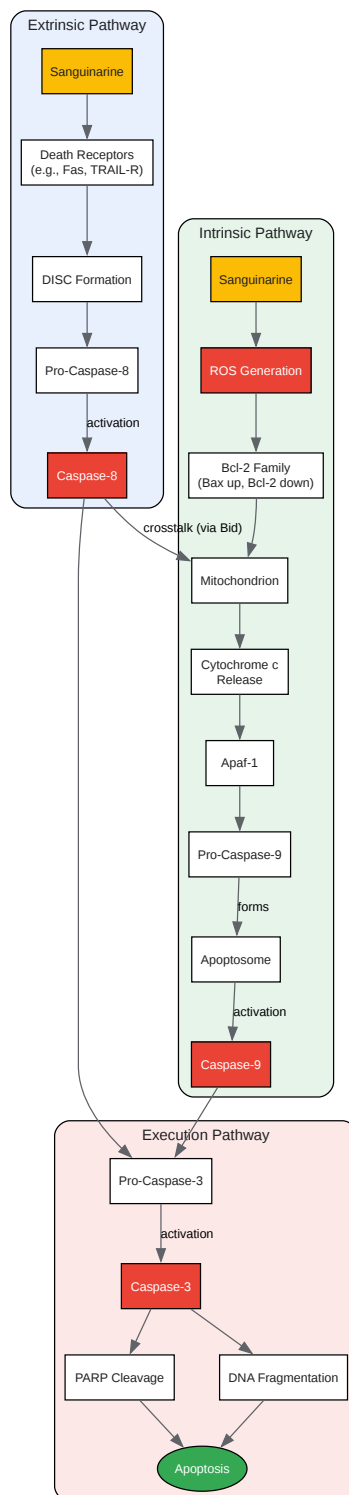 Extrinsic Pathway
Sanguinarine
Death Receptors
(e.g., Fas, TRAIL-R)
DISC Formation
Pro-Caspase-8
activation
Caspase-8
crosstalk (via Bid)
Intrinsic Pathway
Sanguinarine
ROS Generation
Bcl-2 Family
(Bax up, Bcl-2 down)
Mitochondrion
Cytochrome c
Release
Apaf-1
Pro-Caspase-9
forms
Apoptosome
activation
Caspase-9
Execution Pathway
Pro-Caspase-3
activation
Caspase-3
PARP Cleavage
DNA Fragmentation
Apoptosis